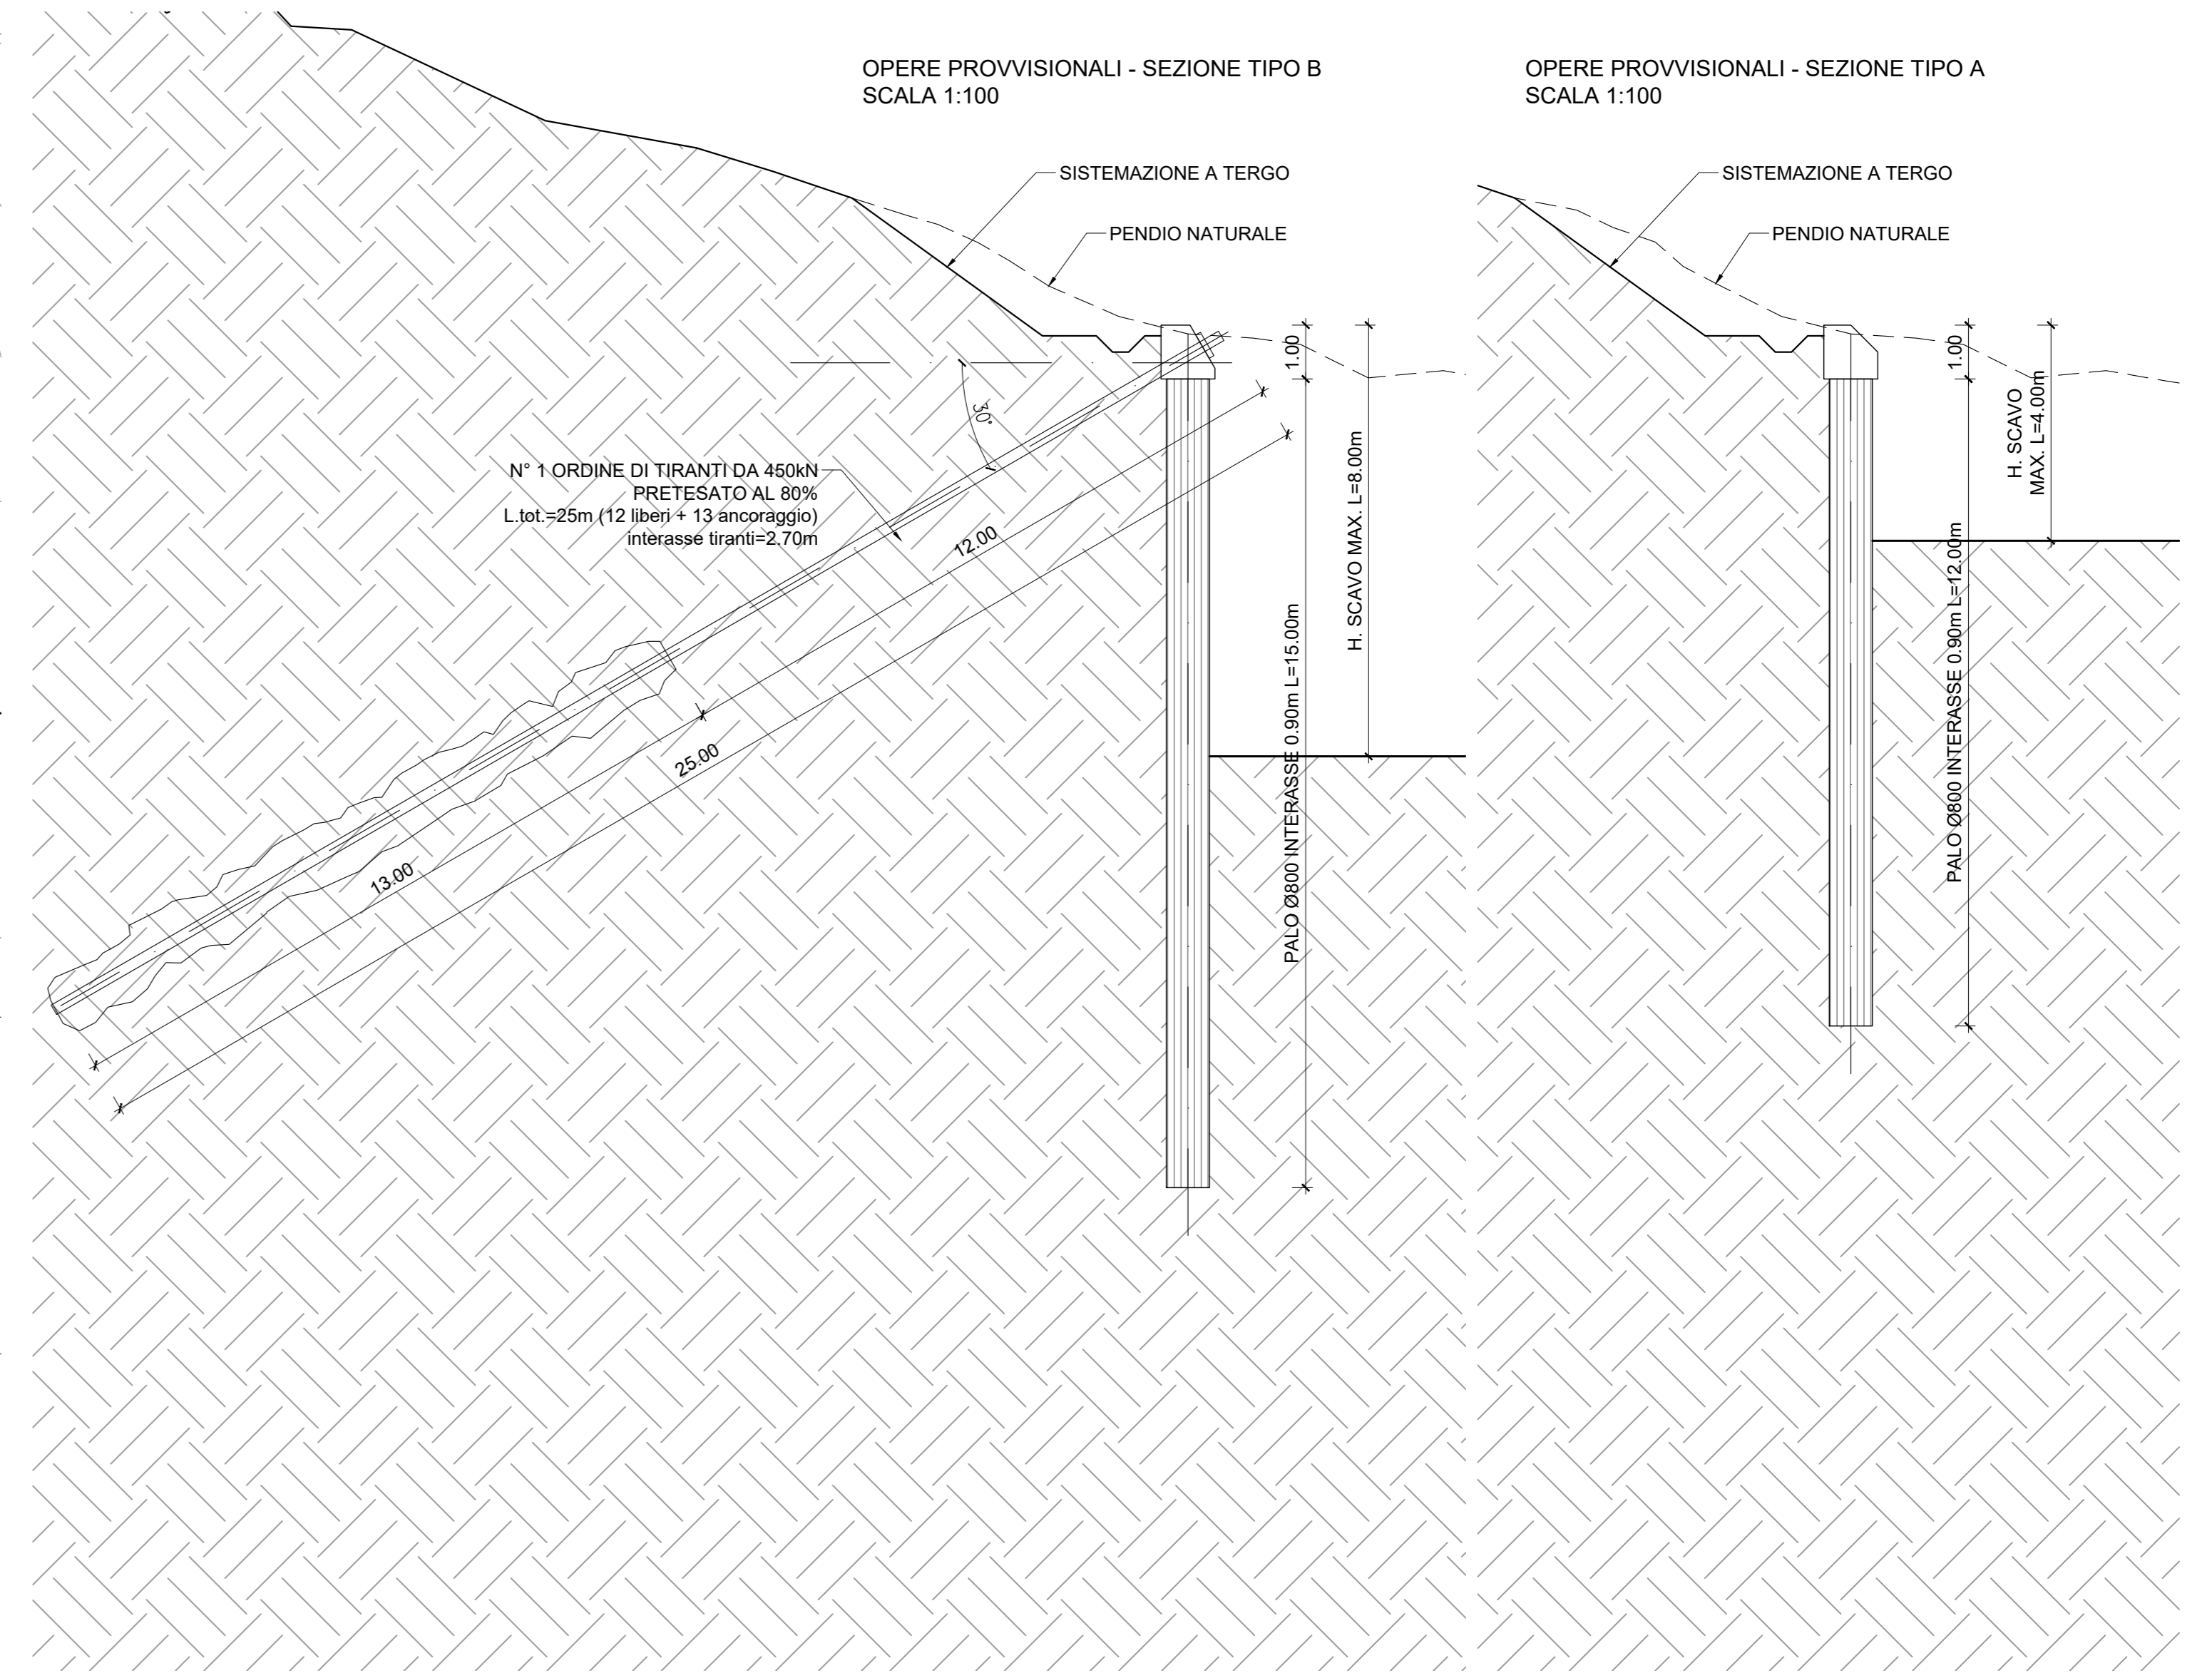 OPERE PROVVISIONALI - SEZIONE TIPO B
SCALA 1:100
SISTEMAZIONE A TERGO
PENDIO NATURALE
1.00
H. SCAVO MAX. L=8.00m
PALO Ø800 INTERASSE 0.90m L=15.00m
30°
N° 1 ORDINE DI TIRANTI DA 450kN
PRETESATO AL 80%
L.tot.=25m (12 liberi + 13 ancoraggio)
interasse tiranti=2.70m
12.00
25.00
13.00
OPERE PROVVISIONALI - SEZIONE TIPO A
SCALA 1:100
SISTEMAZIONE A TERGO
PENDIO NATURALE
1.00
H. SCAVO
MAX. L=4.00m
PALO Ø800 INTERASSE 0.90m L=12.00m